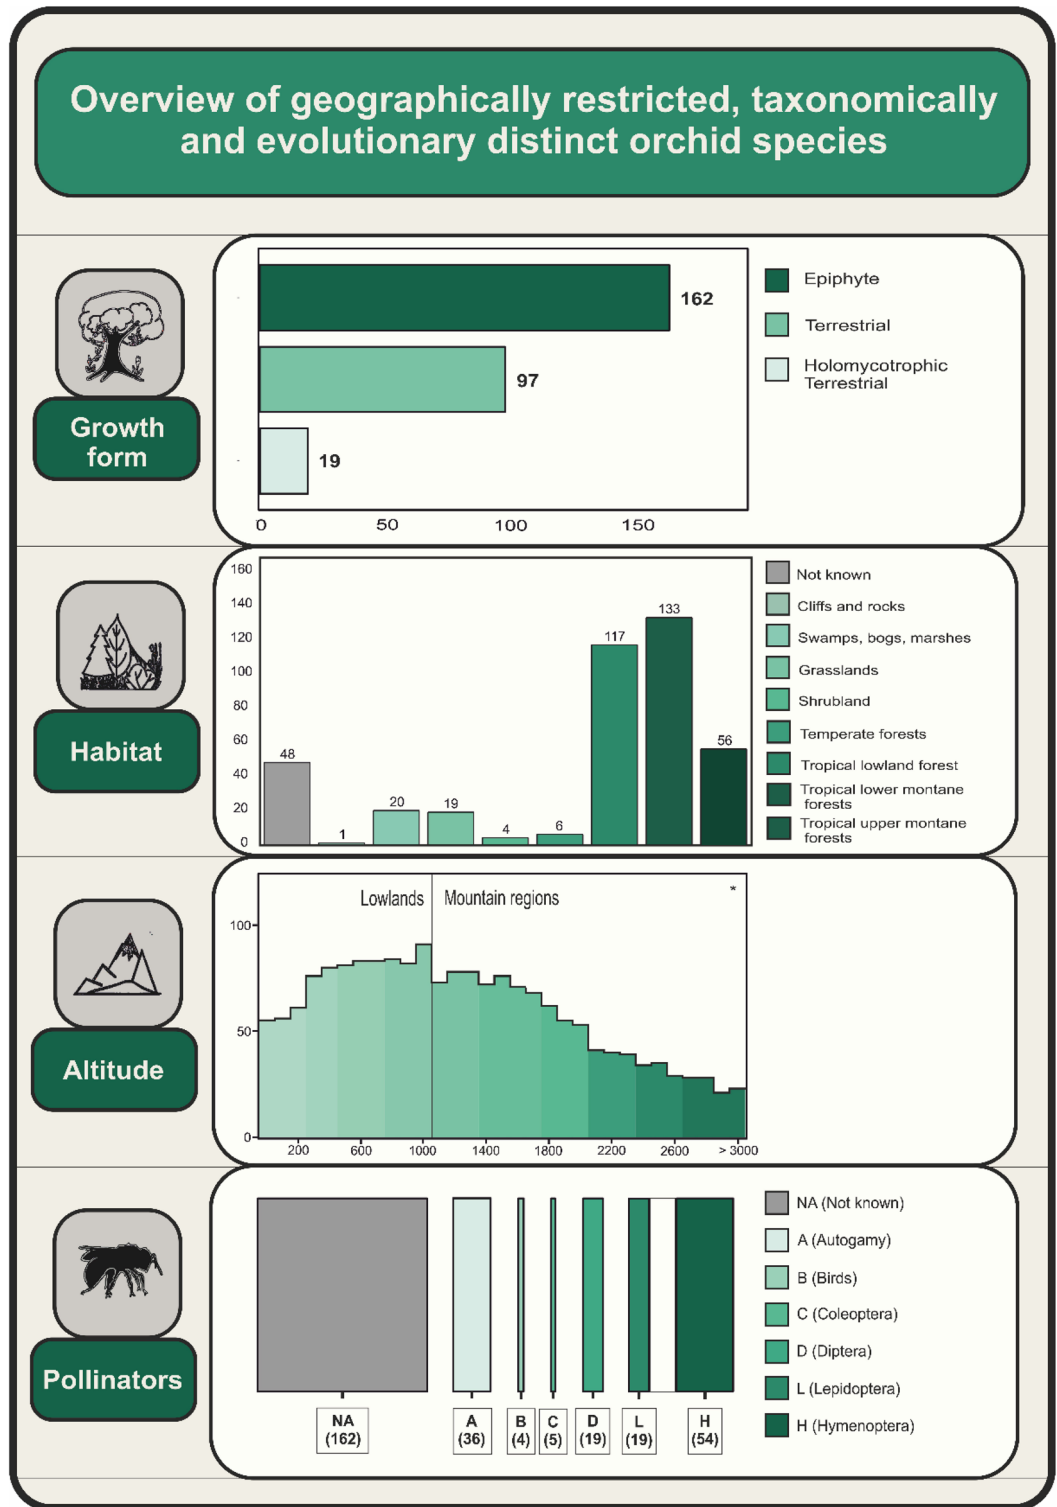 Overview of geographically restricted, taxonomically
and evolutionary distinct orchid species
Growth
form
162
97
19
0 50 100 150
Epiphyte
Terrestrial
Holomycotrophic
Terrestrial
Habitat
160
140
120
100
80
60
40
20
0
48
1
20
19
4
6
117
133
56
Not known
Cliffs and rocks
Swamps, bogs, marshes
Grasslands
Shrubland
Temperate forests
Tropical lowland forest
Tropical lower montane
forests
Tropical upper montane
forests
Altitude
Lowlands Mountain regions *
100
50
0
200 600 1000 1400 1800 2200 2600 > 3000
Pollinators
NA
(162)
A
(36)
B
(4)
C
(5)
D
(19)
L
(19)
H
(54)
NA (Not known)
A (Autogamy)
B (Birds)
C (Coleoptera)
D (Diptera)
L (Lepidoptera)
H (Hymenoptera)